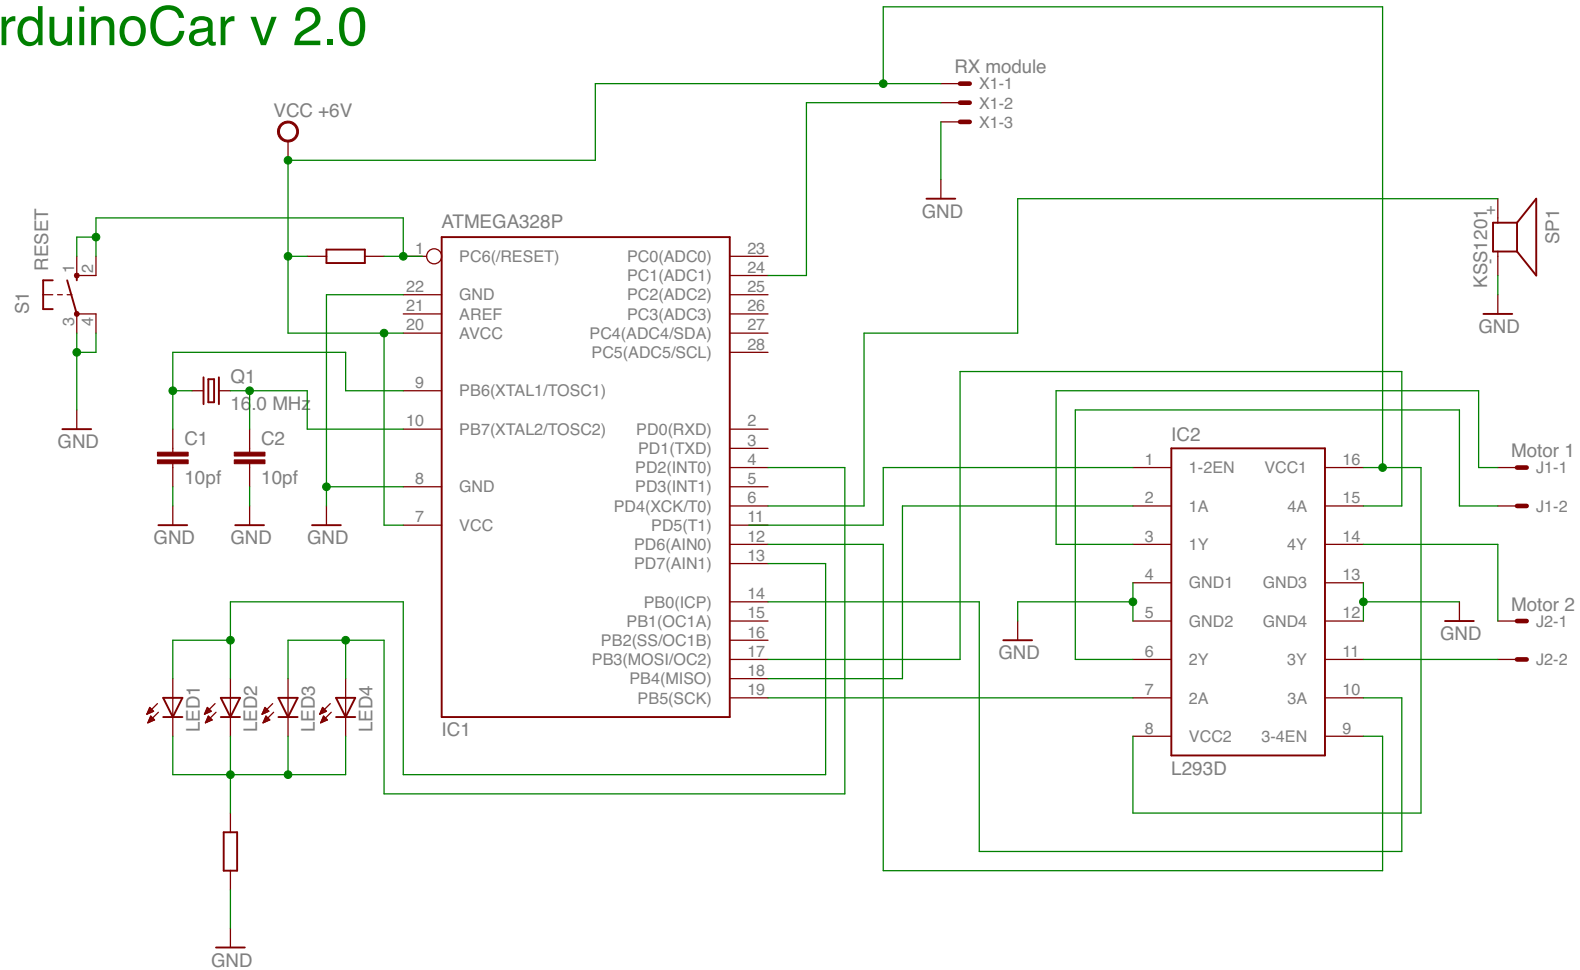 rduinoCar v 2.0
RX module
X1-1
X1-2
X1-3
GND
VCC +6V
RESET
S1
1
2
3
4
GND
ATMEGA328P
1 PC6(/RESET) PC0(ADC0) 23
PC1(ADC1) 24
22 GND PC2(ADC2) 25
21 AREF PC3(ADC3) 26
20 AVCC PC4(ADC4/SDA) 27
PC5(ADC5/SCL) 28
9 PB6(XTAL1/TOSC1)
10 PB7(XTAL2/TOSC2) PD0(RXD) 2
PD1(TXD) 3
PD2(INT0) 4
8 GND PD3(INT1) 5
PD4(XCK/T0) 6
7 VCC PD5(T1) 11
PD6(AIN0) 12
PD7(AIN1) 13
PB0(ICP) 14
PB1(OC1A) 15
PB2(SS/OC1B) 16
PB3(MOSI/OC2) 17
PB4(MISO) 18
PB5(SCK) 19
IC1
Q1
16.0 MHz
C1
10pf
C2
10pf
GND
GND
GND
KSS1201
+
-
SP1
GND
IC2
1 1-2EN VCC1 16
2 1A 4A 15
3 1Y 4Y 14
4 GND1 GND3 13
5 GND2 GND4 12
6 2Y 3Y 11
7 2A 3A 10
8 VCC2 3-4EN 9
L293D
GND
GND
Motor 1
J1-1
J1-2
Motor 2
J2-1
J2-2
LED1
LED2
LED3
LED4
GND